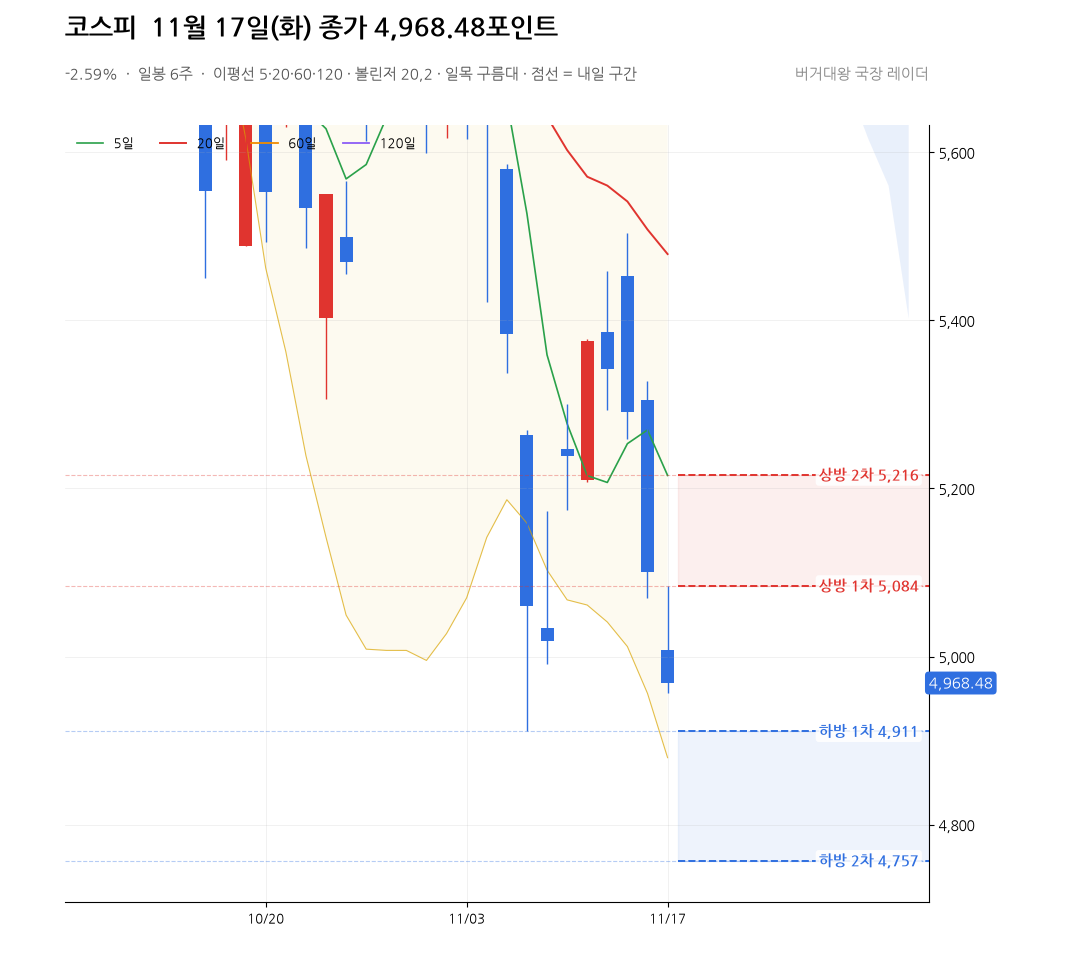 코스피 11월 17일(화) 종가 4,968.48포인트
-2.59% · 일봉 6주 · 이평선 5·20·60·120 · 볼린저 20,2 · 일목 구름대 · 점선 = 내일 구간
버거대왕 국장 레이더
5일 20일 60일 120일
5,600
5,400
상방 2차 5,216
5,200
상방 1차 5,084
5,000
4,968.48
하방 1차 4,911
4,800
하방 2차 4,757
10/20 11/03 11/17